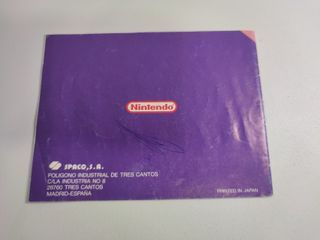 Nintendo
SPACO, S.A.
POLIGONO INDUSTRIAL DE TRES CANTOS
C/LA INDUSTRIA NO 8
28760 TRES CANTOS
MADRID-ESPAÑA
PRINTED IN JAPAN